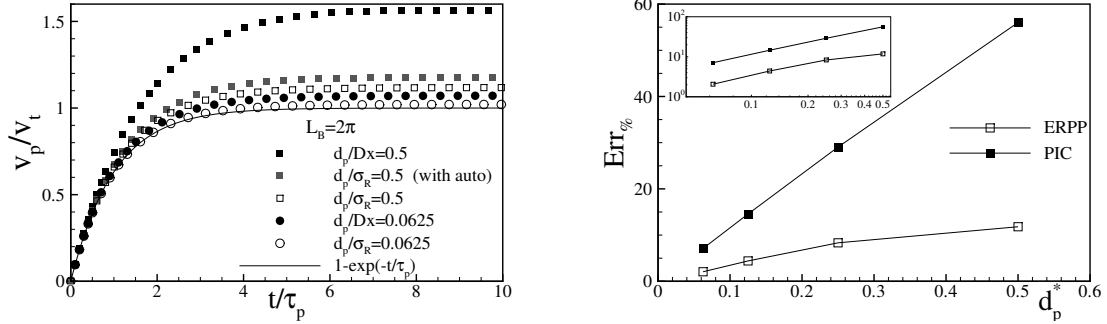 1.5
1.0
0.5
0
v_p/v_t
L_B=2π
d_p/Dx=0.5
d_p/σ_R=0.5 (with auto)
d_p/σ_R=0.5
d_p/Dx=0.0625
d_p/σ_R=0.0625
1-exp(-t/τ_p)
0 2 4 6 8 10
t/τ_p
60
40
20
0
Err_%
10^2
10^1
10^0
0.1 0.2 0.3 0.4 0.5
ERPP
PIC
0 0.1 0.2 0.3 0.4 0.5 0.6
d_p^*